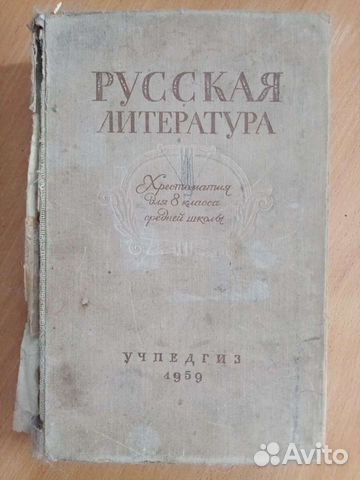 РУССКАЯ
ЛИТЕРАТУРА
Хрестоматия
для 8 класса
средней школы
УЧПЕДГИЗ
1959
Avito